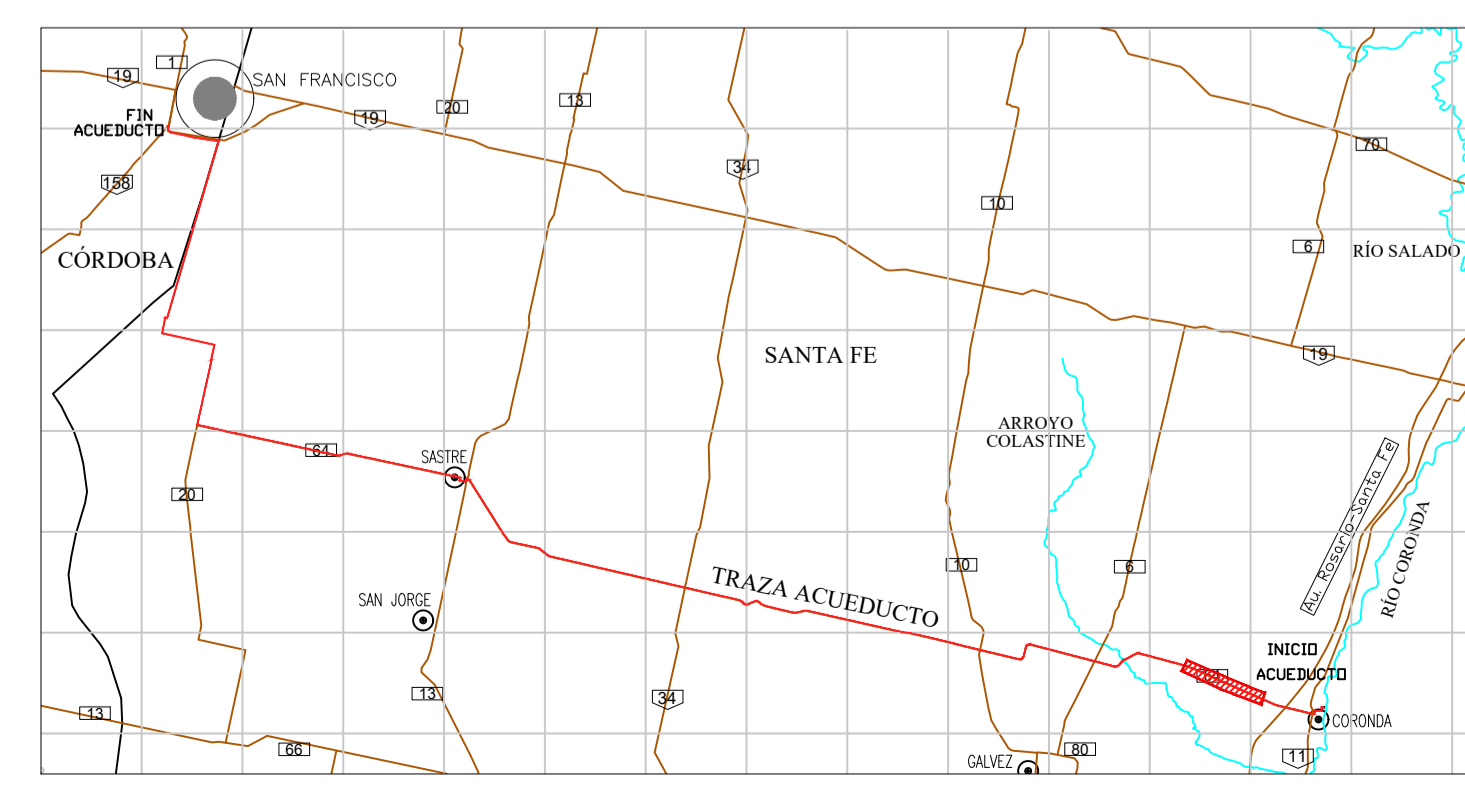 1
19
SAN FRANCISCO
FIN
ACUEDUCTO
19
20
13
34
70
158
10
6
CÓRDOBA
RÍO SALADO
SANTA FE
19
ARROYO
COLASTINE
64
SASTRE
20
Au. Rosario-Santa Fe
RÍO CORONDA
10
6
TRAZA ACUEDUCTO
SAN JORGE
INICIO
ACUEDUCTO
13
34
13
CORONDA
66
GALVEZ
80
11